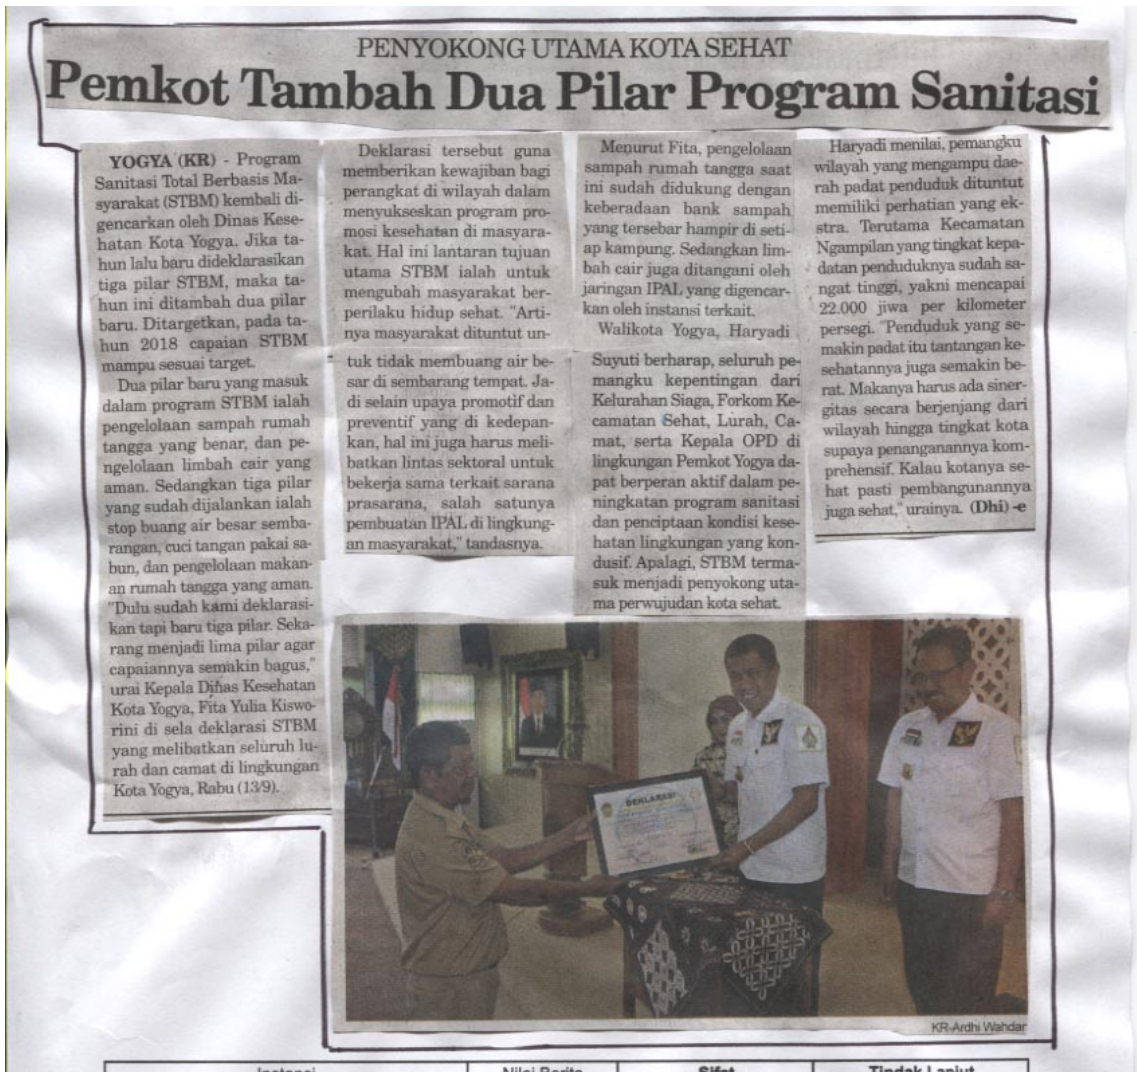 PENYOKONG UTAMA KOTA SEHAT
Pemkot Tambah Dua Pilar Program Sanitasi
YOGYA (KR) - Program
Sanitasi Total Berbasis Ma-
syarakat (STBM) kembali di-
gencarkan oleh Dinas Kese-
hatan Kota Yogya. Jika ta-
hun lalu baru dideklarasikan
tiga pilar STBM, maka ta-
hun ini ditambah dua pilar
baru. Ditargetkan, pada ta-
hun 2018 capaian STBM
mampu sesuai target.
Dua pilar baru yang masuk
dalam program STBM ialah
pengelolaan sampah rumah
tangga yang benar, dan pe-
ngelolaan limbah cair yang
aman. Sedangkan tiga pilar
yang sudah dijalankan ialah
stop buang air besar semba-
rangan, cuci tangan pakai sa-
bun, dan pengelolaan makan-
an rumah tangga yang aman.
"Dulu sudah kami deklarasi-
kan tapi baru tiga pilar. Seka-
rang menjadi lima pilar agar
capaiannya semakin bagus,"
urai Kepala Dinas Kesehatan
Kota Yogya, Fita Yulia Kiswo-
rini di sela deklarasi STBM
yang melibatkan seluruh lu-
rah dan camat di lingkungan
Kota Yogya, Rabu (13/9).
Deklarasi tersebut guna
memberikan kewajiban bagi
perangkat di wilayah dalam
menyukseskan program pro-
mosi kesehatan di masyara-
kat. Hal ini lantaran tujuan
utama STBM ialah untuk
mengubah masyarakat ber-
perilaku hidup sehat. "Arti-
nya masyarakat dituntut un-
tuk tidak membuang air be-
sar di sembarang tempat. Ja-
di selain upaya promotif dan
preventif yang di kedepan-
kan, hal ini juga harus meli-
batkan lintas sektoral untuk
bekerja sama terkait sarana
prasarana, salah satunya
pembuatan IPAL di lingkung-
an masyarakat," tandasnya.
Menurut Fita, pengelolaan
sampah rumah tangga saat
ini sudah didukung dengan
keberadaan bank sampah
yang tersebar hampir di seti-
ap kampung. Sedangkan lim-
bah cair juga ditangani oleh
jaringan IPAL yang digencar-
kan oleh instansi terkait.
Walikota Yogya, Haryadi
Suyuti berharap, seluruh pe-
mangku kepentingan dari
Kelurahan Siaga, Forkom Ke-
camatan Sehat, Lurah, Ca-
mat, serta Kepala OPD di
lingkungan Pemkot Yogya da-
pat berperan aktif dalam pe-
ningkatan program sanitasi
dan penciptaan kondisi kese-
hatan lingkungan yang kon-
dusif. Apalagi, STBM terma-
suk menjadi penyokong uta-
ma perwujudan kota sehat.
Haryadi menilai, pemangku
wilayah yang mengampu dae-
rah padat penduduk dituntut
memiliki perhatian yang ek-
stra. Terutama Kecamatan
Ngampilan yang tingkat kepa-
datan penduduknya sudah sa-
ngat tinggi, yakni mencapai
22.000 jiwa per kilometer
persegi. "Penduduk yang se-
makin padat itu tantangan ke-
sehatannya juga semakin be-
rat. Makanya harus ada siner-
gitas secara berjenjang dari
wilayah hingga tingkat kota
supaya penanganannya kom-
prehensif. Kalau kotanya se-
hat pasti pembangunannya
juga sehat," urainya. (Dhi) -e
DEKLARASI
KR-Ardhi Wahdan
Instansi Nilai Berita Sifat Tindak Lanjut